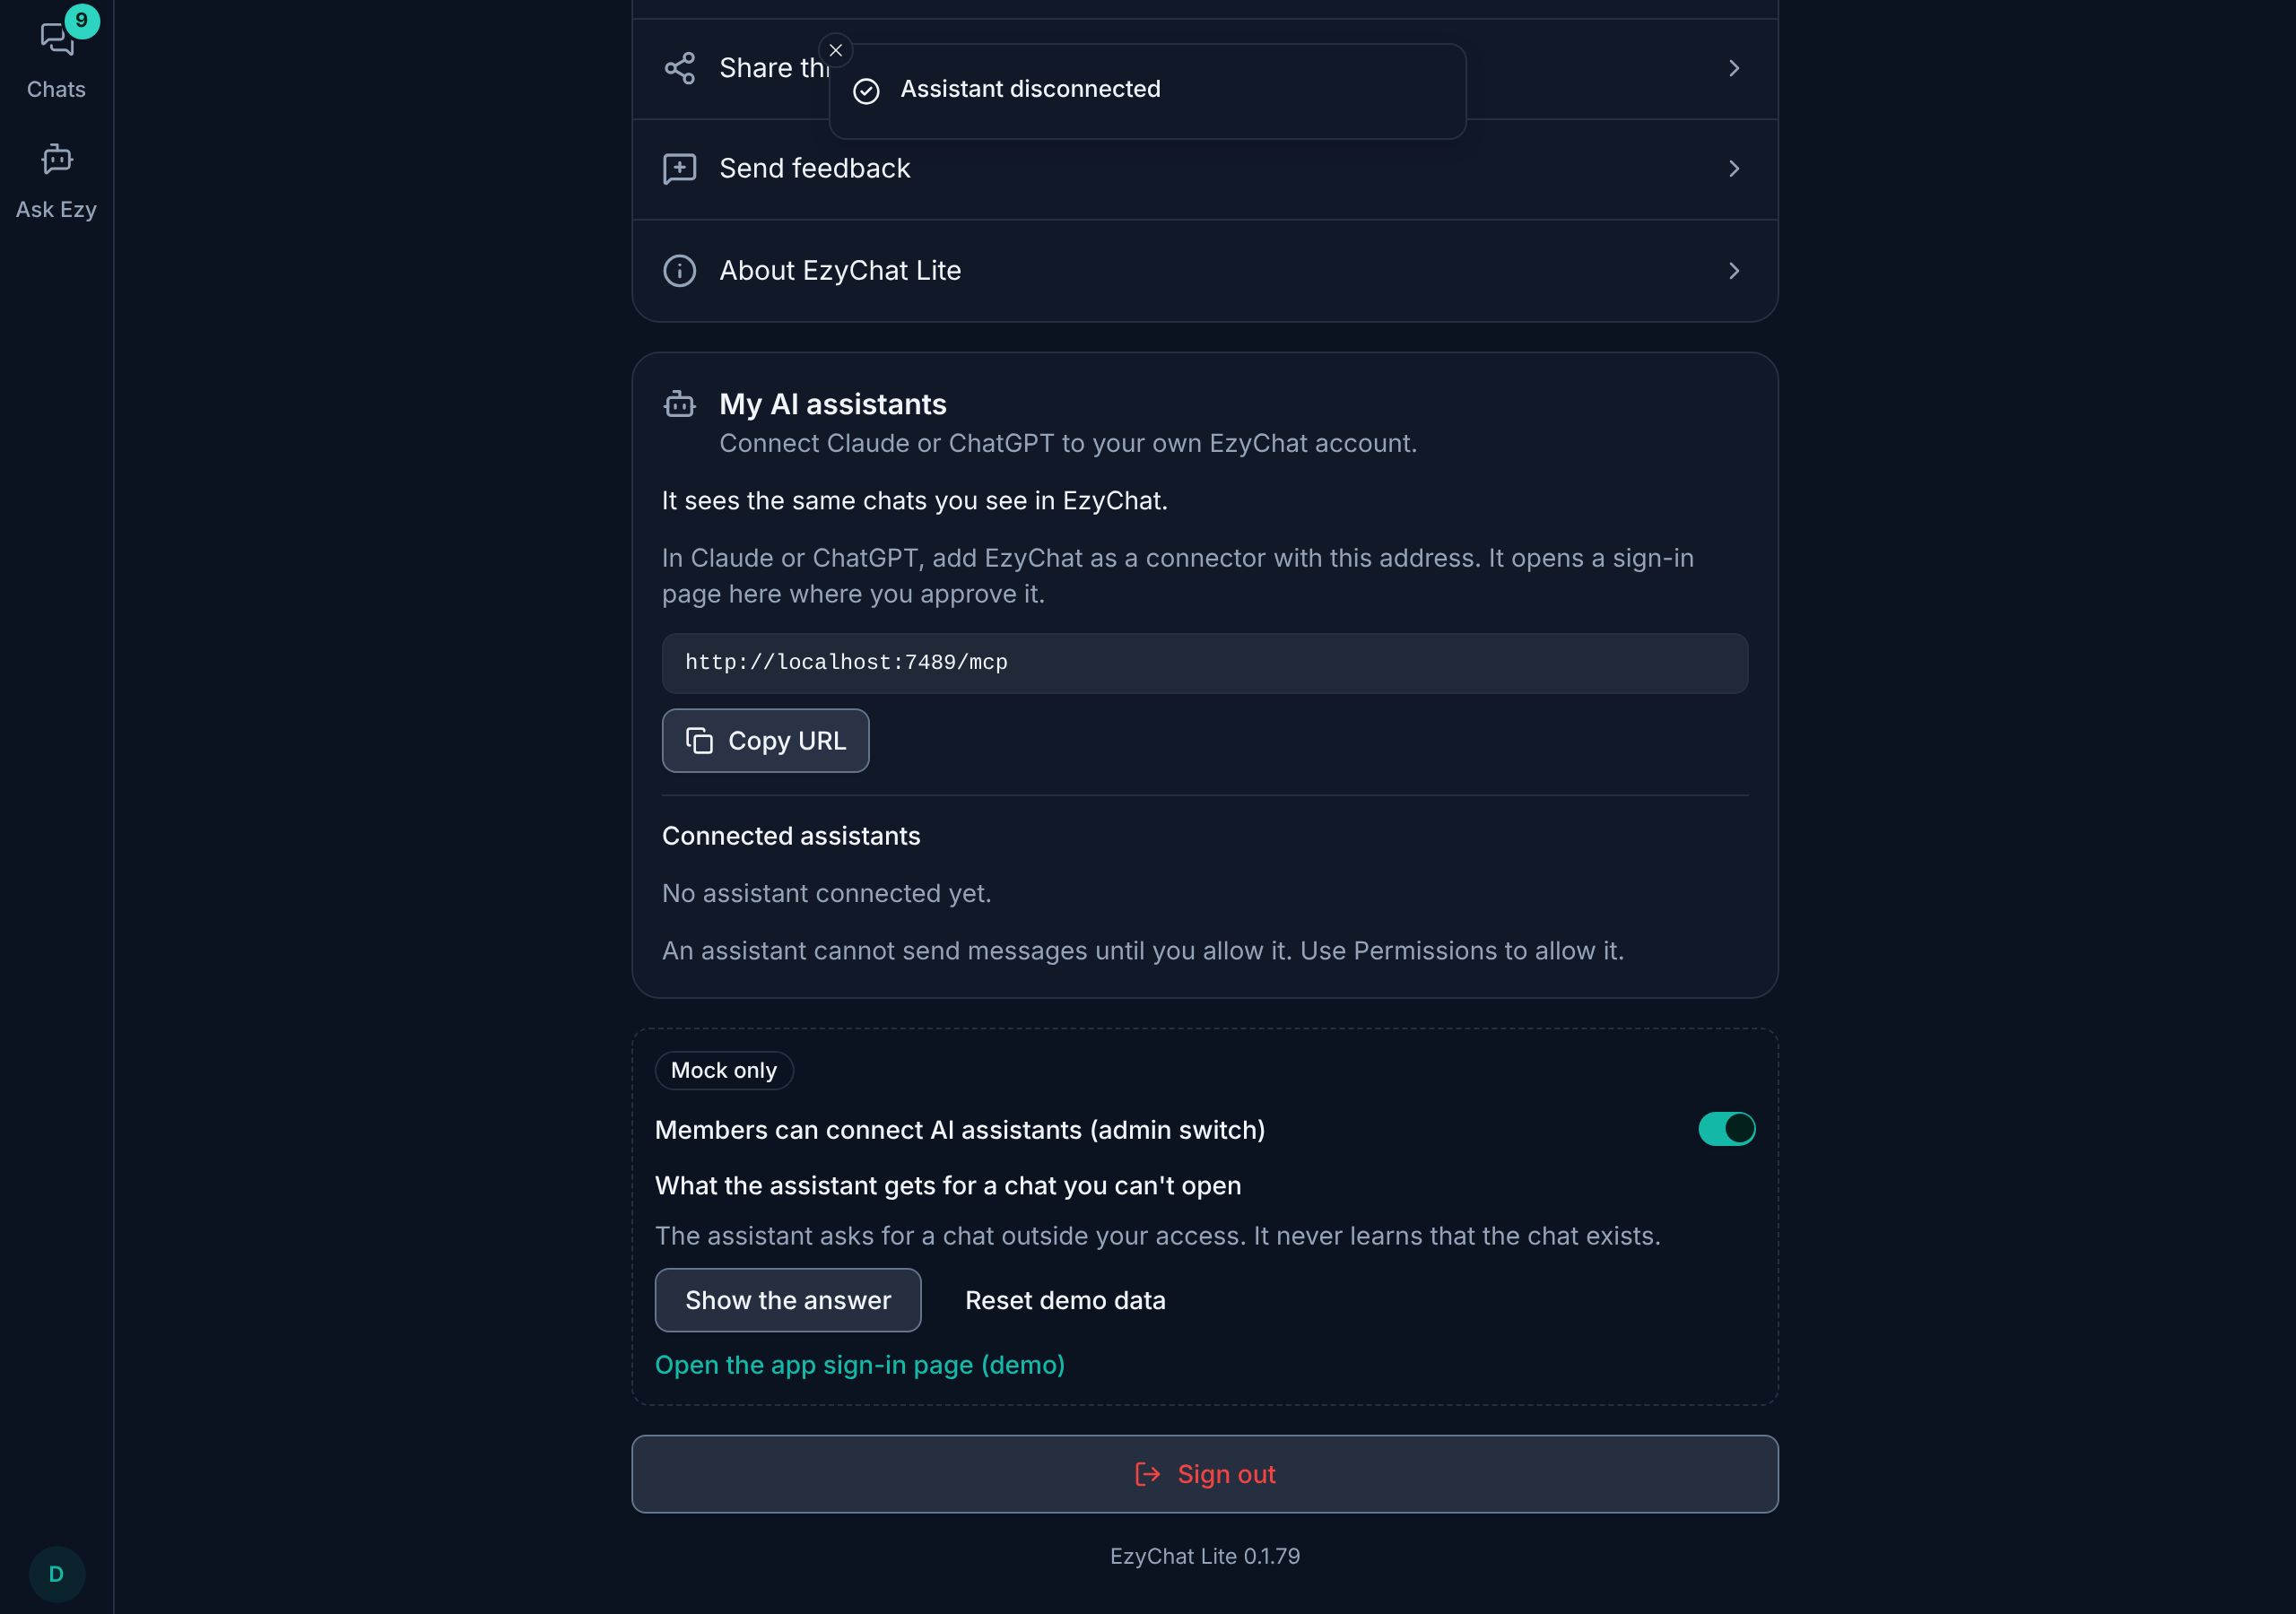 9
Chats
Ask Ezy
Share
Assistant disconnected
Send feedback
About EzyChat Lite
My AI assistants
Connect Claude or ChatGPT to your own EzyChat account.
It sees the same chats you see in EzyChat.
In Claude or ChatGPT, add EzyChat as a connector with this address. It opens a sign-in
page here where you approve it.
http://localhost:7489/mcp
Copy URL
Connected assistants
No assistant connected yet.
An assistant cannot send messages until you allow it. Use Permissions to allow it.
Mock only
Members can connect AI assistants (admin switch)
What the assistant gets for a chat you can't open
The assistant asks for a chat outside your access. It never learns that the chat exists.
Show the answer
Reset demo data
Open the app sign-in page (demo)
Sign out
EzyChat Lite 0.1.79
D